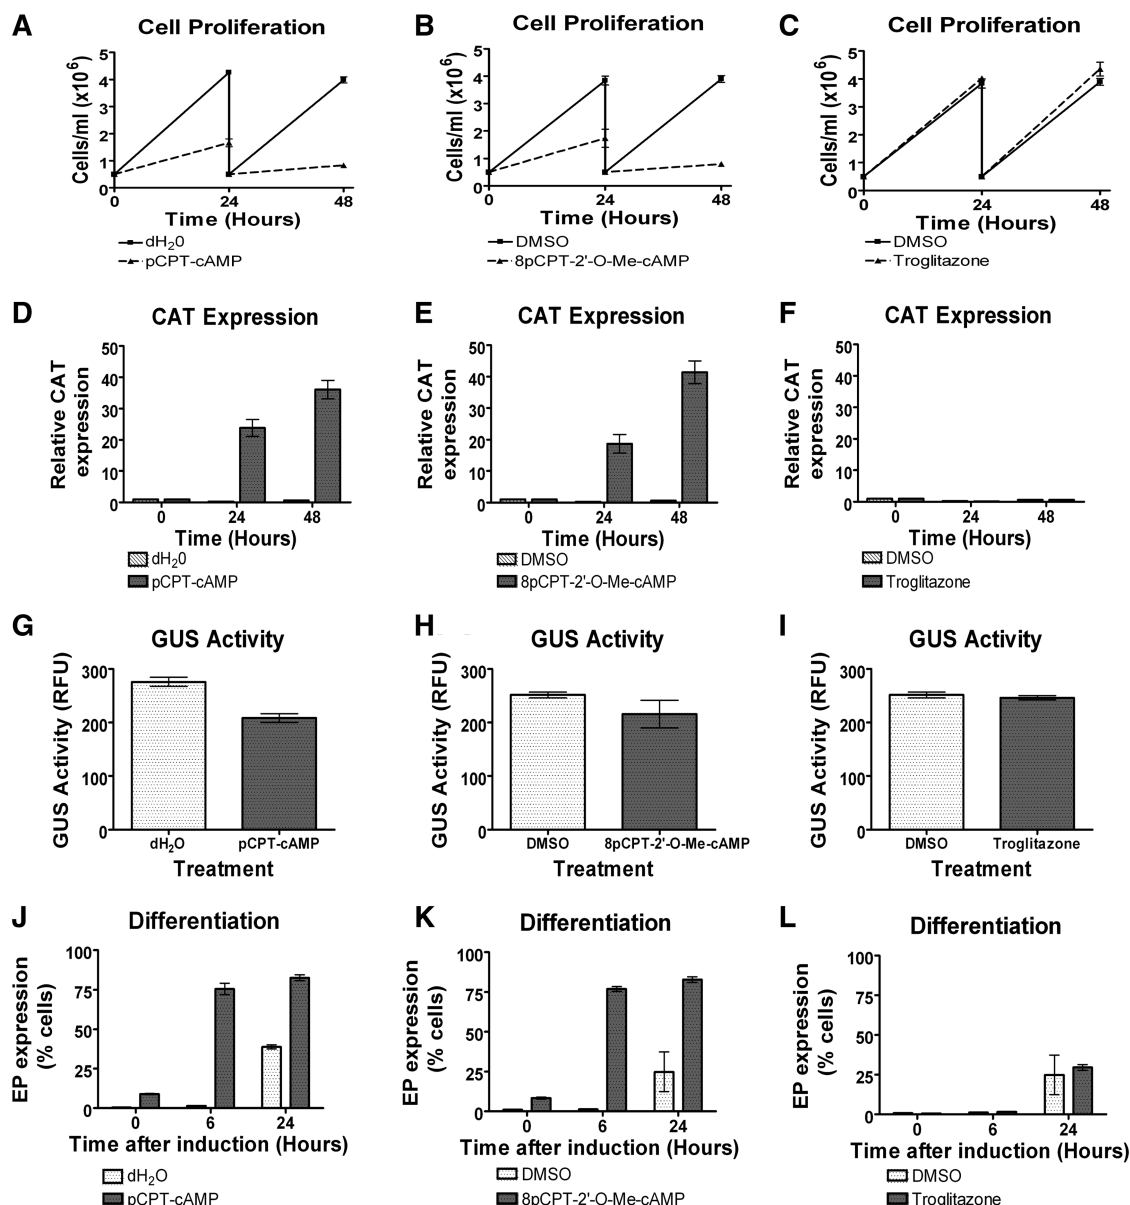 A
Cell Proliferation
Cells/ml (x10⁶)
5
4
3
2
1
0
0
24
48
Time (Hours)
dH₂0
pCPT-cAMP
B
Cell Proliferation
Cells/ml (x10⁶)
5
4
3
2
1
0
0
24
48
Time (Hours)
DMSO
8pCPT-2'-O-Me-cAMP
C
Cell Proliferation
Cells/ml (x10⁶)
5
4
3
2
1
0
0
24
48
Time (Hours)
DMSO
Troglitazone
D
CAT Expression
Relative CAT
expression
50
40
30
20
10
0
0
24
48
Time (Hours)
dH₂0
pCPT-cAMP
E
CAT Expression
Relative CAT
expression
50
40
30
20
10
0
0
24
48
Time (Hours)
DMSO
8pCPT-2'-O-Me-cAMP
F
CAT Expression
Relative CAT
expression
50
40
30
20
10
0
0
24
48
Time (Hours)
DMSO
Troglitazone
G
GUS Activity
GUS Activity (RFU)
300
200
100
0
dH₂O
pCPT-cAMP
Treatment
H
GUS Activity
GUS Activity (RFU)
300
200
100
0
DMSO
8pCPT-2'-O-Me-cAMP
Treatment
I
GUS Activity
GUS Activity (RFU)
300
200
100
0
DMSO
Troglitazone
Treatment
J
Differentiation
EP expression
(% cells)
100
75
50
25
0
0
6
24
Time after induction (Hours)
dH₂O
pCPT-cAMP
K
Differentiation
EP expression
(% cells)
100
75
50
25
0
0
6
24
Time after induction (Hours)
DMSO
8pCPT-2'-O-Me-cAMP
L
Differentiation
EP expression
(% cells)
100
75
50
25
0
0
6
24
Time after induction (Hours)
DMSO
Troglitazone